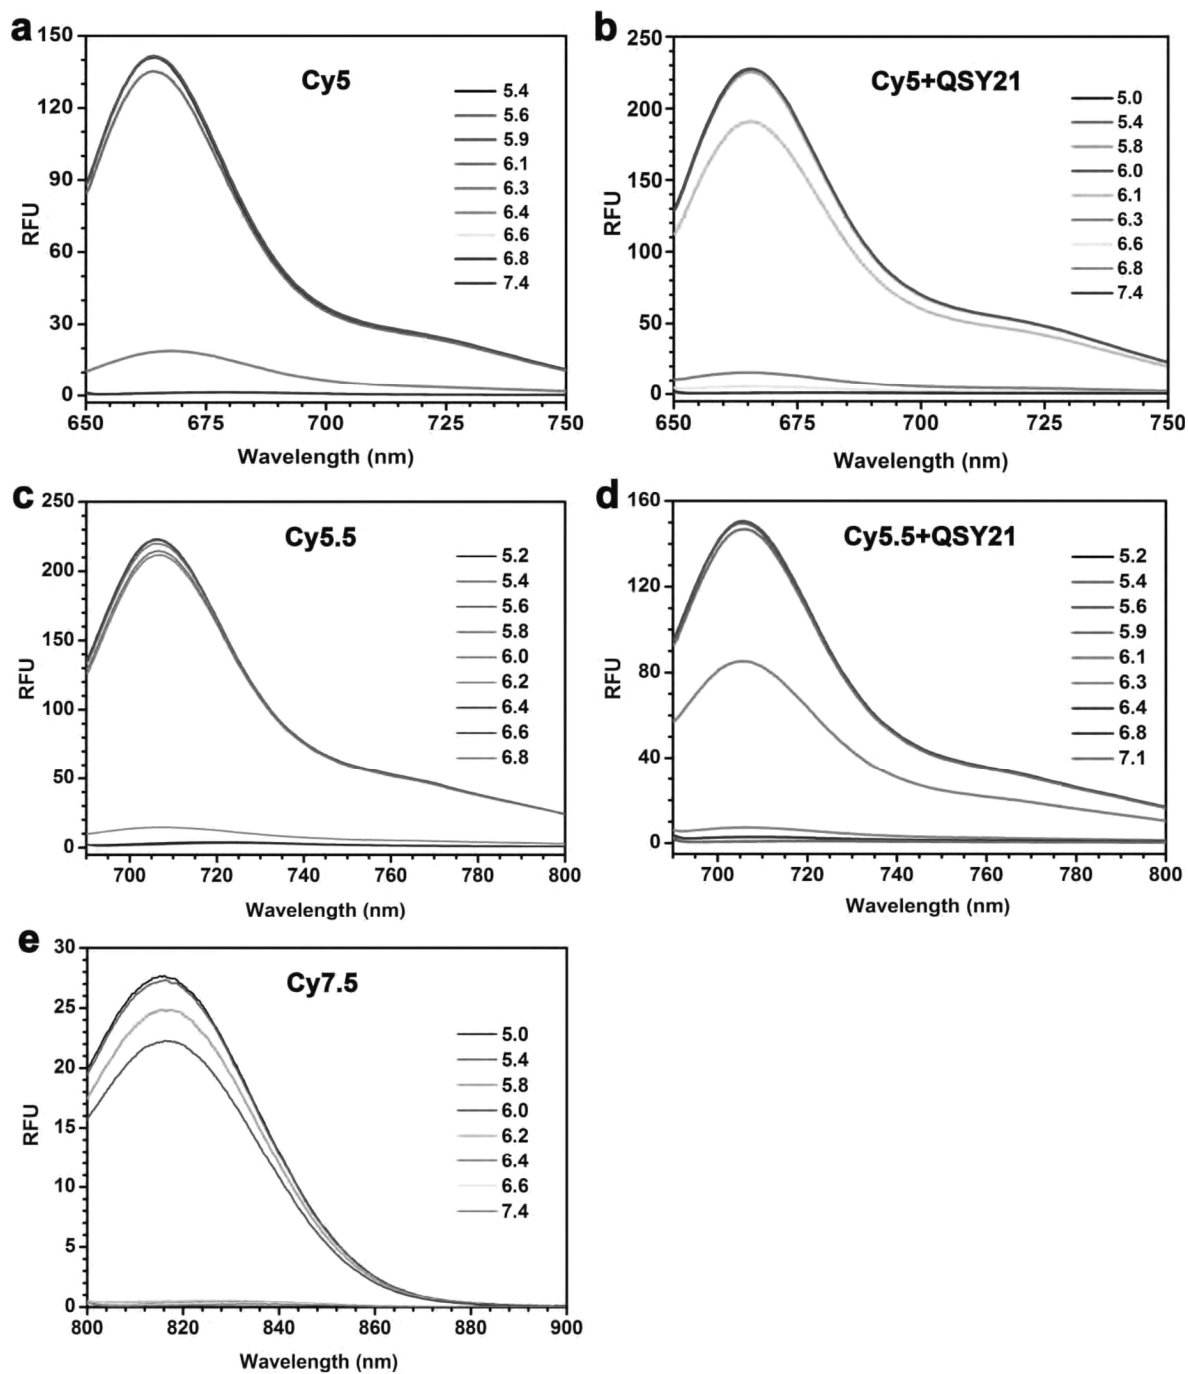 a
Cy5
150
120
90
60
30
0
RFU
650 675 700 725 750
Wavelength (nm)
5.4
5.6
5.9
6.1
6.3
6.4
6.6
6.8
7.4
b
Cy5+QSY21
250
200
150
100
50
0
RFU
650 675 700 725 750
Wavelength (nm)
5.0
5.4
5.8
6.0
6.1
6.3
6.6
6.8
7.4
c
Cy5.5
250
200
150
100
50
0
RFU
700 720 740 760 780 800
Wavelength (nm)
5.2
5.4
5.6
5.8
6.0
6.2
6.4
6.6
6.8
d
Cy5.5+QSY21
160
120
80
40
0
RFU
700 720 740 760 780 800
Wavelength (nm)
5.2
5.4
5.6
5.9
6.1
6.3
6.4
6.8
7.1
e
Cy7.5
30
25
20
15
10
5
0
RFU
800 820 840 860 880 900
Wavelength (nm)
5.0
5.4
5.8
6.0
6.2
6.4
6.6
7.4